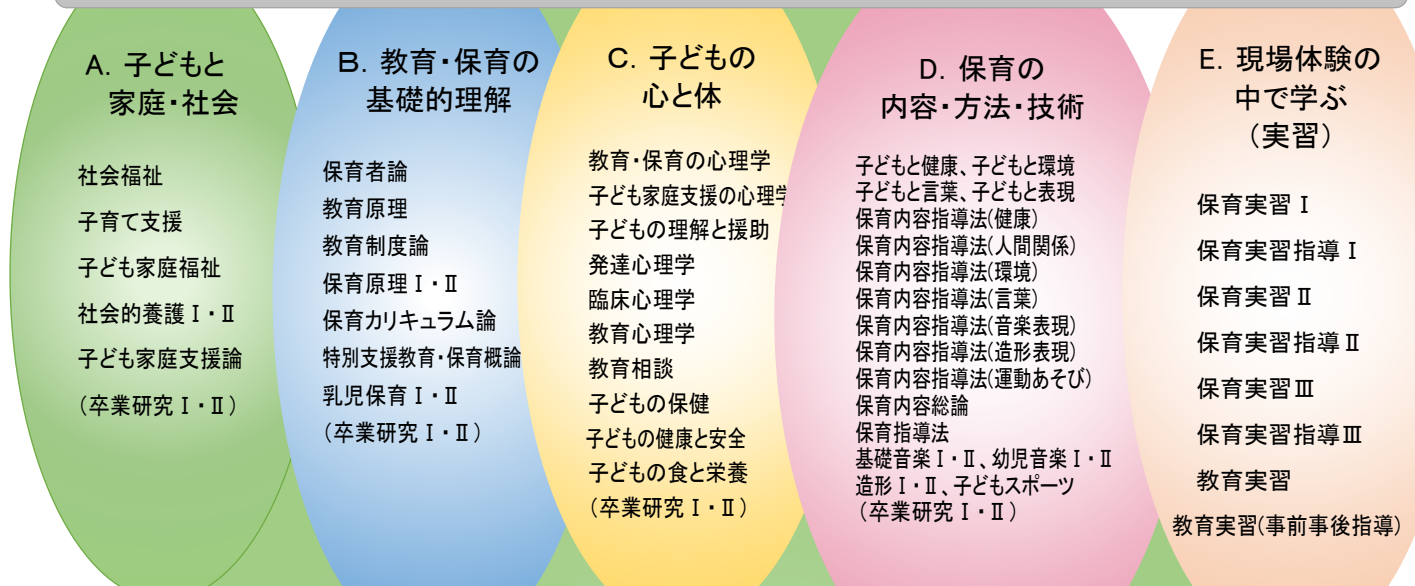 A. 子どもと
家庭・社会
社会福祉
子育て支援
子ども家庭福祉
社会的養護Ⅰ・Ⅱ
子ども家庭支援論
(卒業研究Ⅰ・Ⅱ)
B. 教育・保育の
基礎的理解
保育者論
教育原理
教育制度論
保育原理Ⅰ・Ⅱ
保育カリキュラム論
特別支援教育・保育概論
乳児保育Ⅰ・Ⅱ
(卒業研究Ⅰ・Ⅱ)
C. 子どもの
心と体
教育・保育の心理学
子ども家庭支援の心理学
子どもの理解と援助
発達心理学
臨床心理学
教育心理学
教育相談
子どもの保健
子どもの健康と安全
子どもの食と栄養
(卒業研究Ⅰ・Ⅱ)
D. 保育の
内容・方法・技術
子どもと健康、子どもと環境
子どもと言葉、子どもと表現
保育内容指導法(健康)
保育内容指導法(人間関係)
保育内容指導法(環境)
保育内容指導法(言葉)
保育内容指導法(音楽表現)
保育内容指導法(造形表現)
保育内容指導法(運動あそび)
保育内容総論
保育指導法
基礎音楽Ⅰ・Ⅱ、幼児音楽Ⅰ・Ⅱ
造形Ⅰ・Ⅱ、子どもスポーツ
(卒業研究Ⅰ・Ⅱ)
E. 現場体験の
中で学ぶ
(実習)
保育実習Ⅰ
保育実習指導Ⅰ
保育実習Ⅱ
保育実習指導Ⅱ
保育実習Ⅲ
保育実習指導Ⅲ
教育実習
教育実習(事前事後指導)